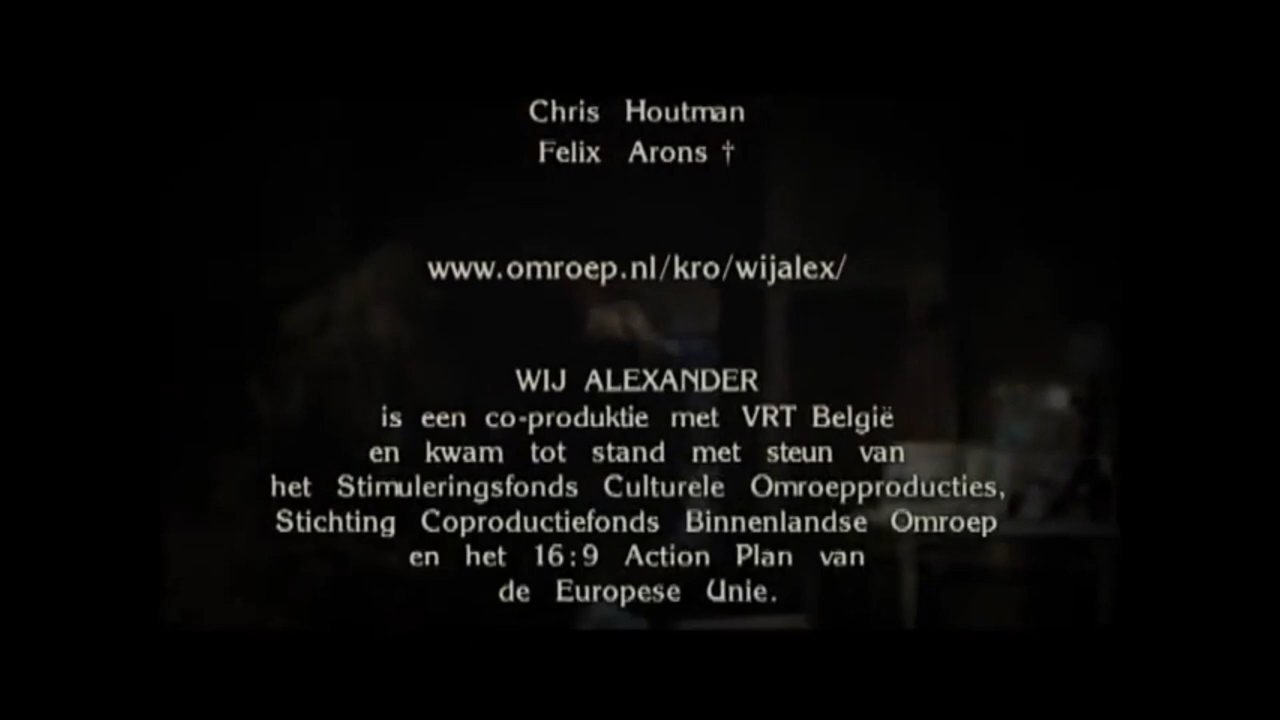 Chris Houtman
Felix Arons †
www.omroep.nl/kro/wijalex/
WIJ ALEXANDER
is een co-produktie met VRT België
en kwam tot stand met steun van
het Stimuleringsfonds Culturele Omroepproducties,
Stichting Coproductiefonds Binnenlandse Omroep
en het 16:9 Action Plan van
de Europese Unie.